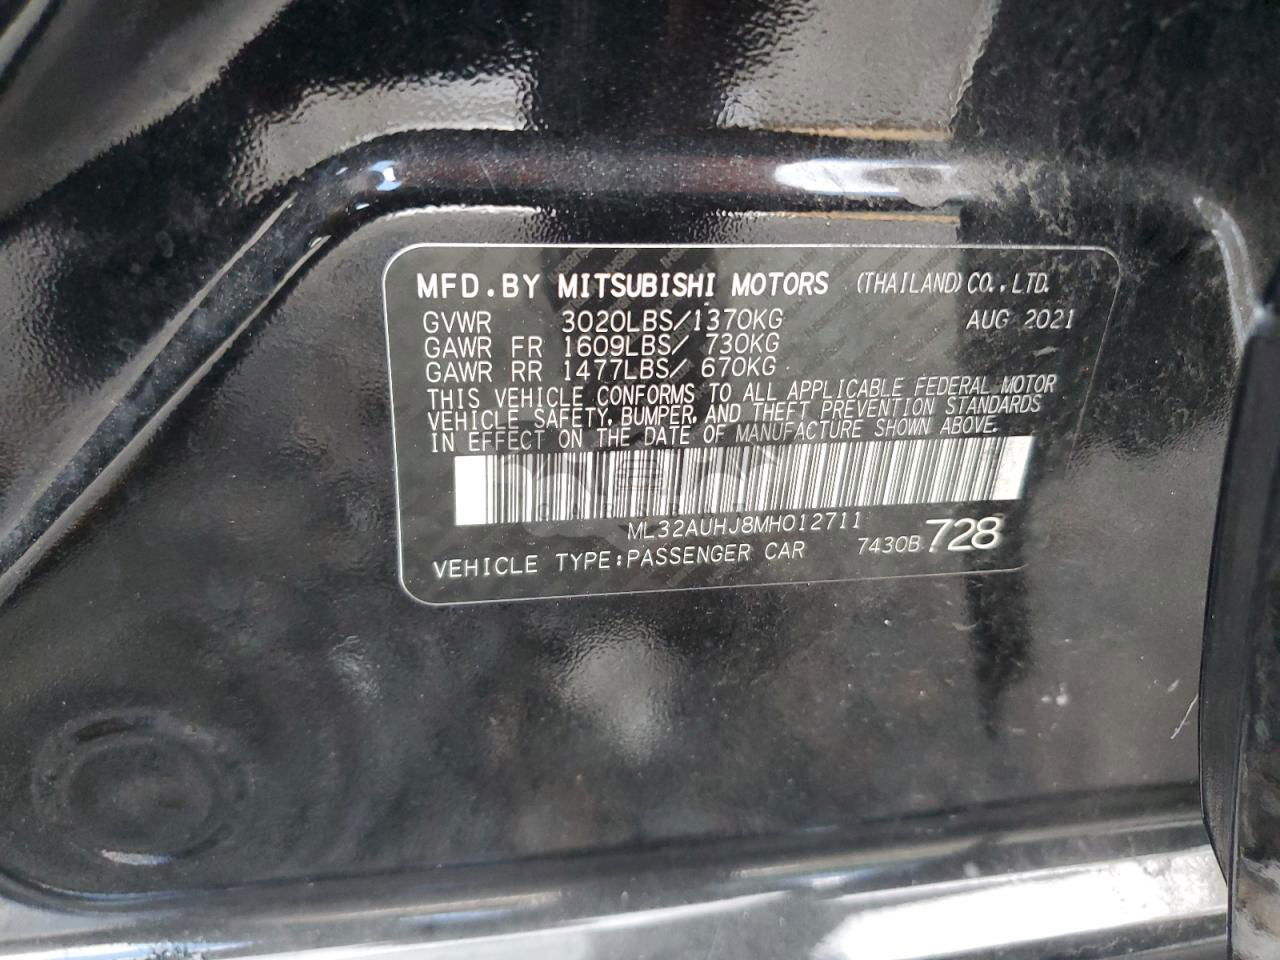 MFD.BY MITSUBISHI MOTORS (THAILAND) CO.,LTD.
GVWR 3020LBS/1370KG AUG 2021
GAWR FR 1609LBS/ 730KG
GAWR RR 1477LBS/ 670KG
THIS VEHICLE CONFORMS TO ALL APPLICABLE FEDERAL MOTOR
VEHICLE SAFETY, BUMPER, AND THEFT PREVENTION STANDARDS
IN EFFECT ON THE DATE OF MANUFACTURE SHOWN ABOVE.
ML32AUHJ8MH012711
VEHICLE TYPE:PASSENGER CAR 7430B 728